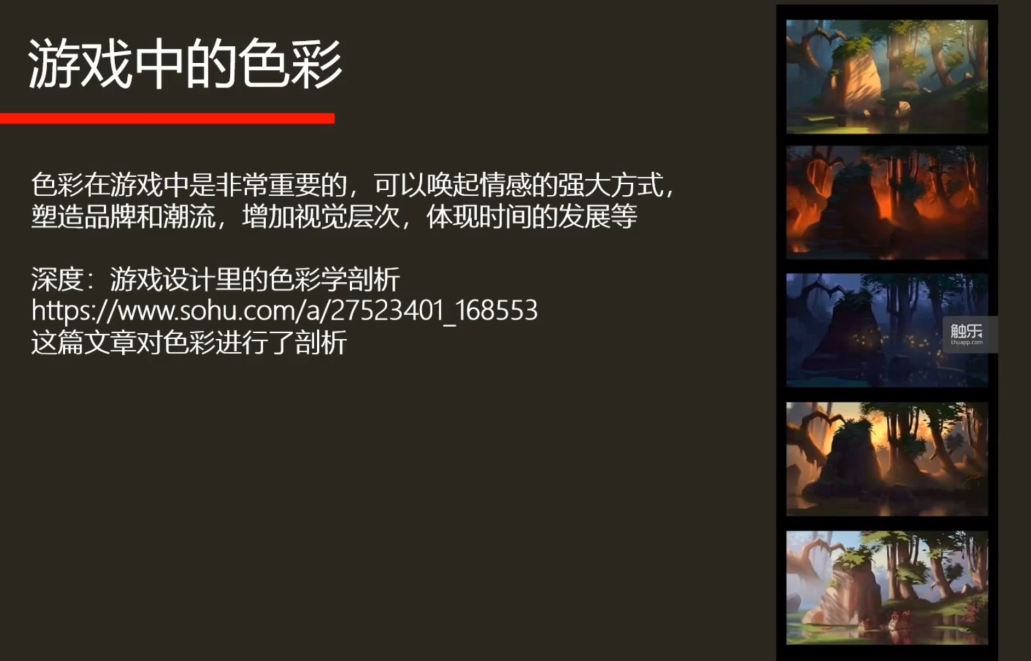 游戏中的色彩
色彩在游戏中是非常重要的，可以唤起情感的强大方式，
塑造品牌和潮流，增加视觉层次，体现时间的发展等
深度：游戏设计里的色彩学剖析
https://www.sohu.com/a/27523401_168553
这篇文章对色彩进行了剖析
触乐
chuapp.com